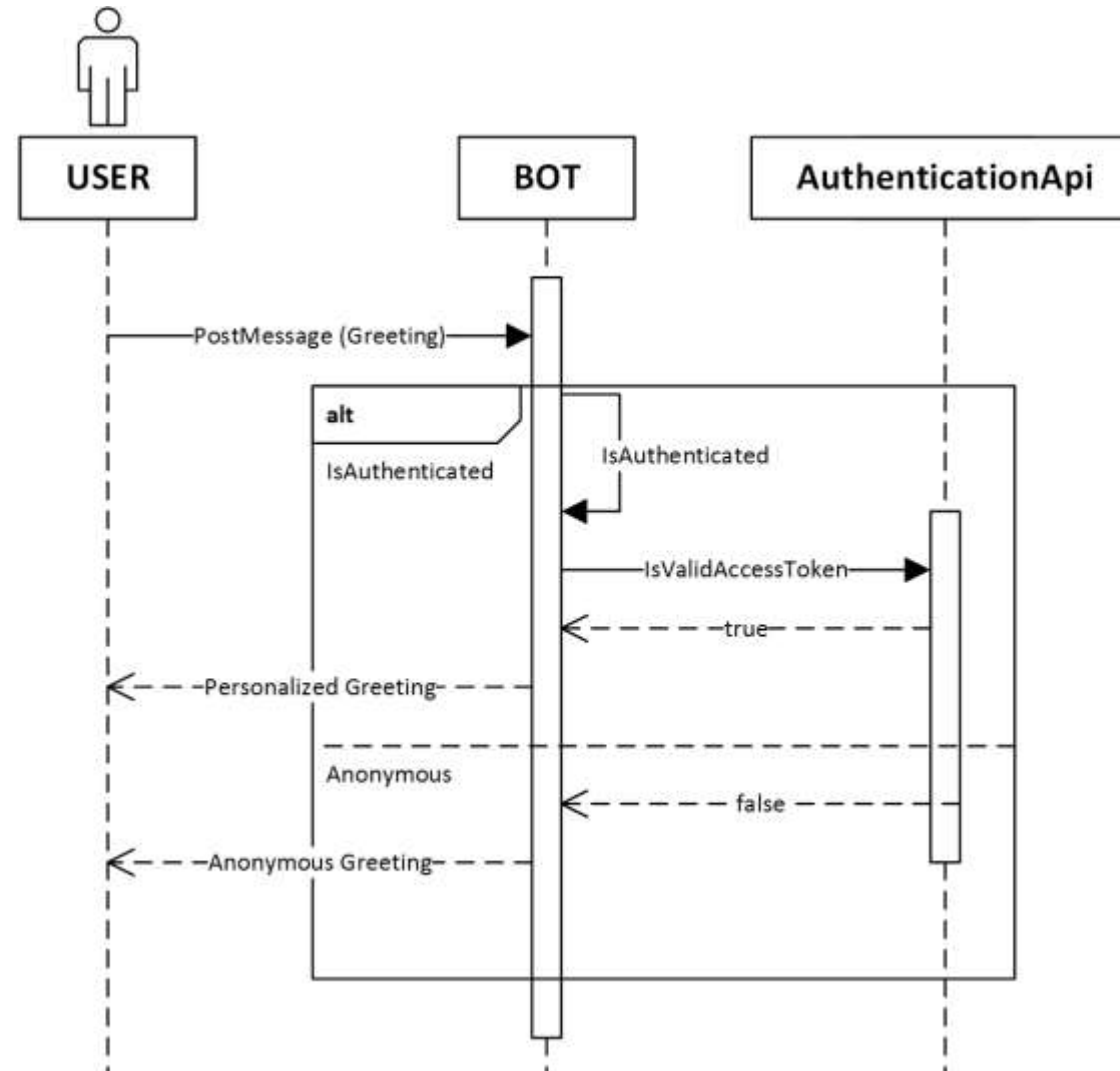 USER
BOT
AuthenticationApi
PostMessage (Greeting)
alt
IsAuthenticated
IsAuthenticated
IsValidAccessToken
true
Personalized Greeting
Anonymous
false
Anonymous Greeting